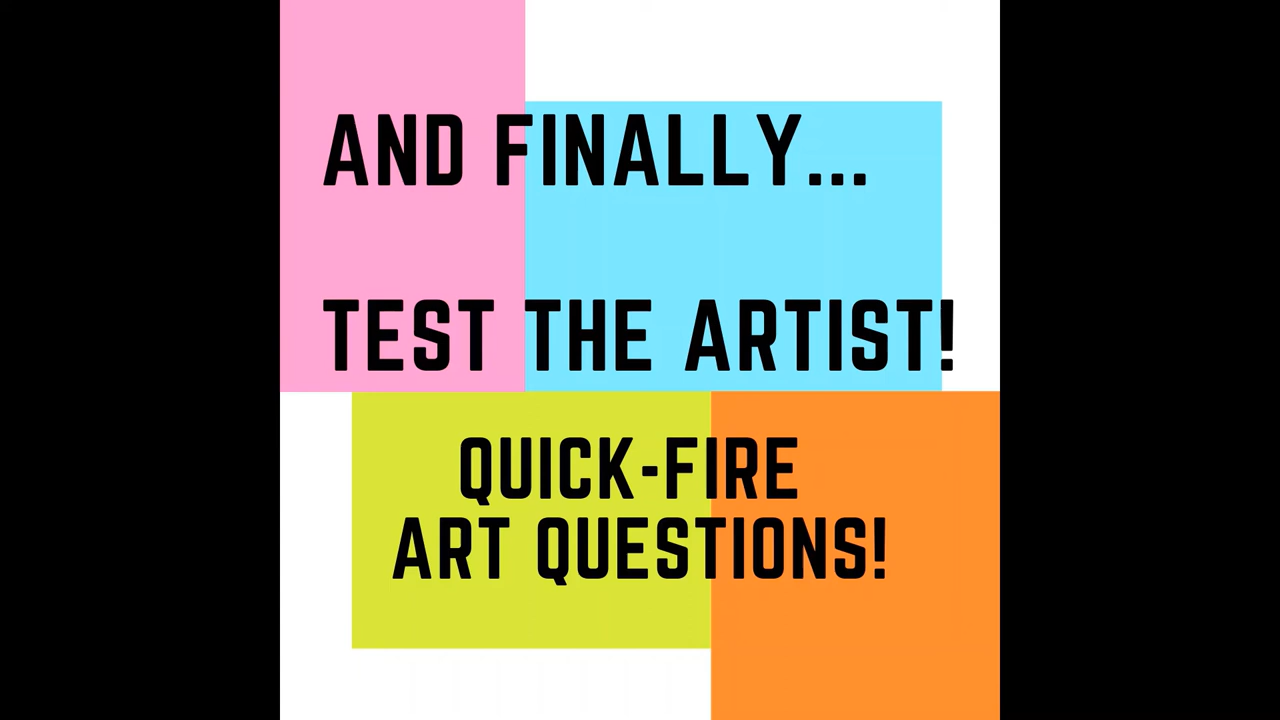 AND FINALLY...
TEST THE ARTIST!
QUICK-FIRE
ART QUESTIONS!